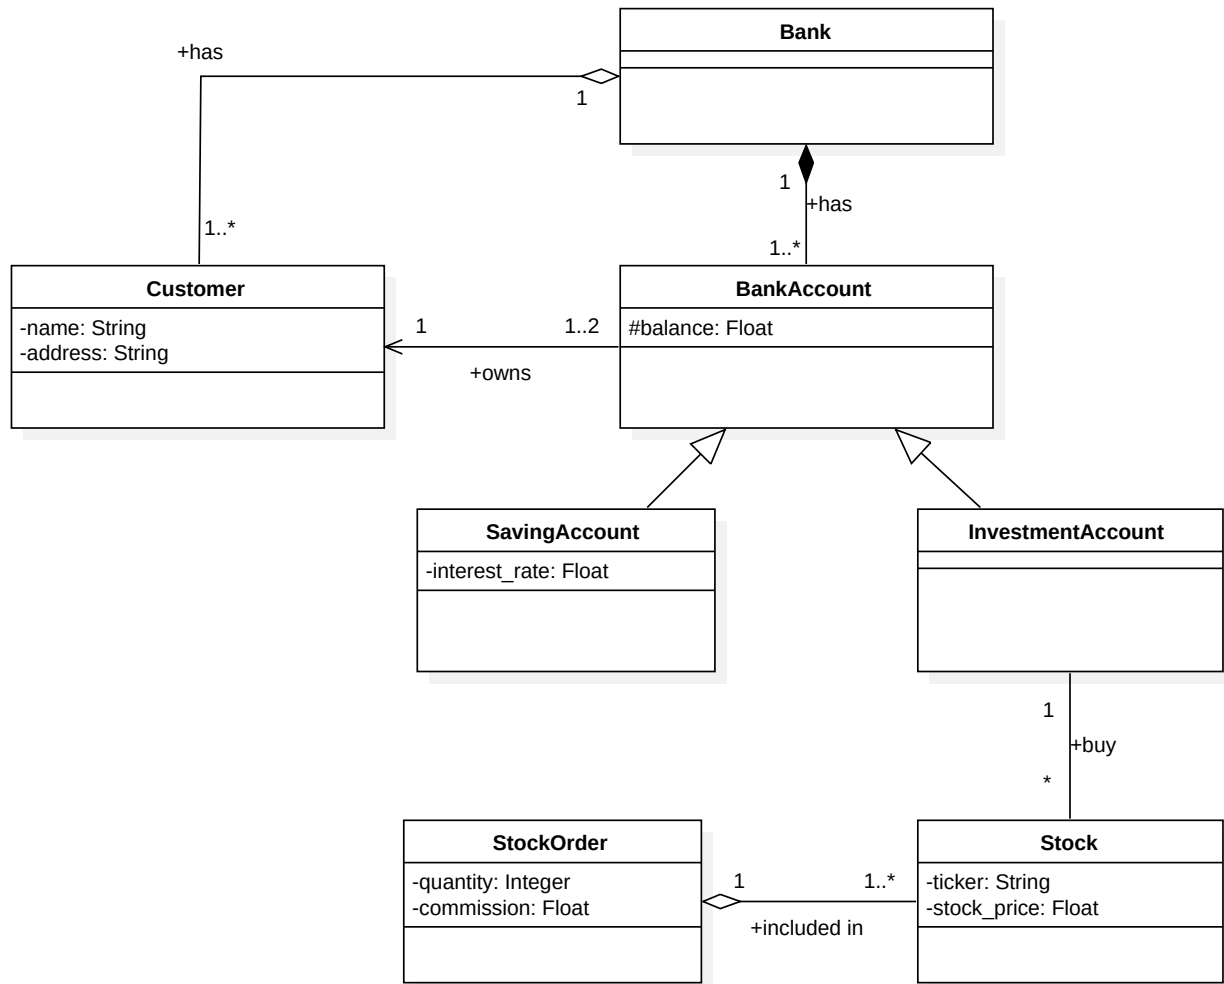 Bank
+has
1
1
+has
1..*
1..*
Customer
-name: String
-address: String
BankAccount
#balance: Float
1
1..2
+owns
SavingAccount
-interest_rate: Float
InvestmentAccount
1
+buy
*
StockOrder
-quantity: Integer
-commission: Float
1
1..*
+included in
Stock
-ticker: String
-stock_price: Float